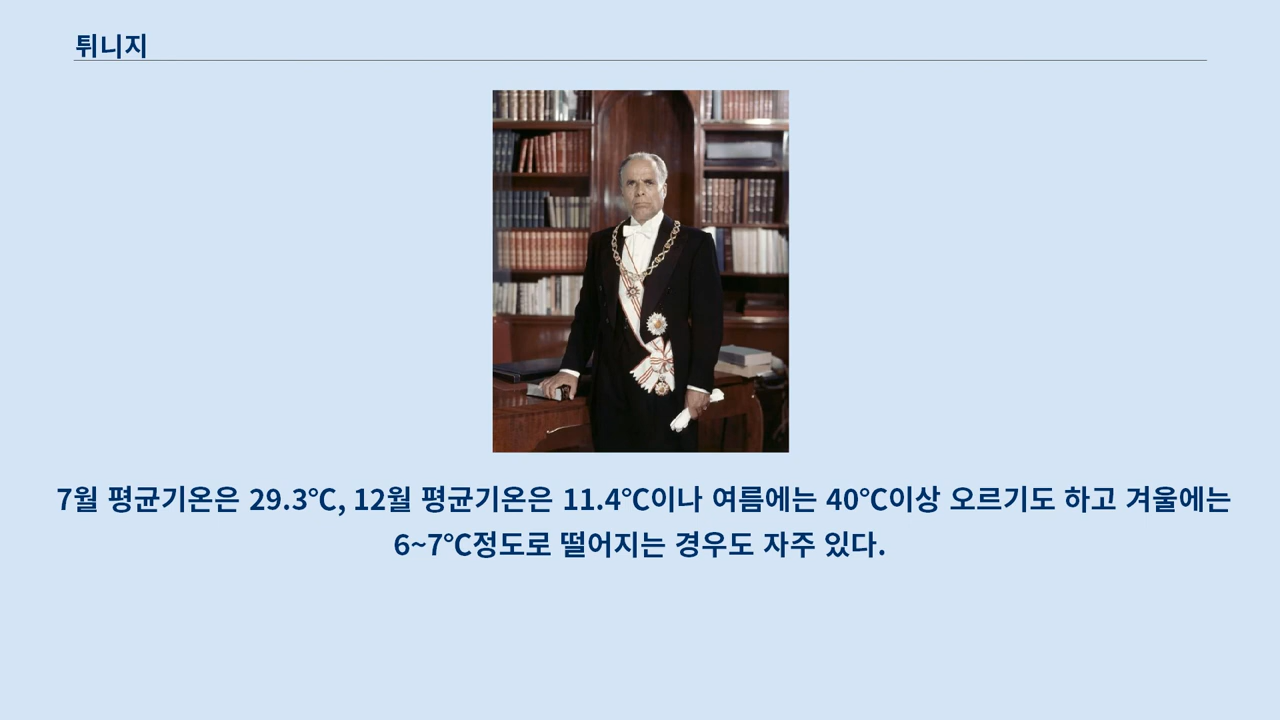 튀니지
7월 평균기온은 29.3℃, 12월 평균기온은 11.4℃이나 여름에는 40℃이상 오르기도 하고 겨울에는
6~7℃정도로 떨어지는 경우도 자주 있다.